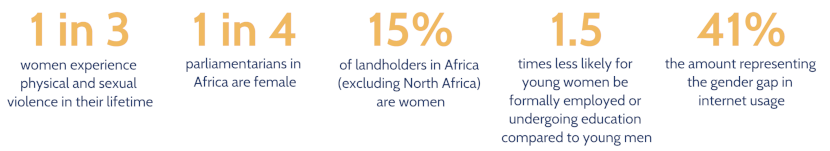 1 in 3
women experience
physical and sexual
violence in their lifetime
1 in 4
parliamentarians in
Africa are female
15%
of landholders in Africa
(excluding North Africa)
are women
1.5
times less likely for
young women be
formally employed or
undergoing education
compared to young men
41%
the amount representing
the gender gap in
internet usage